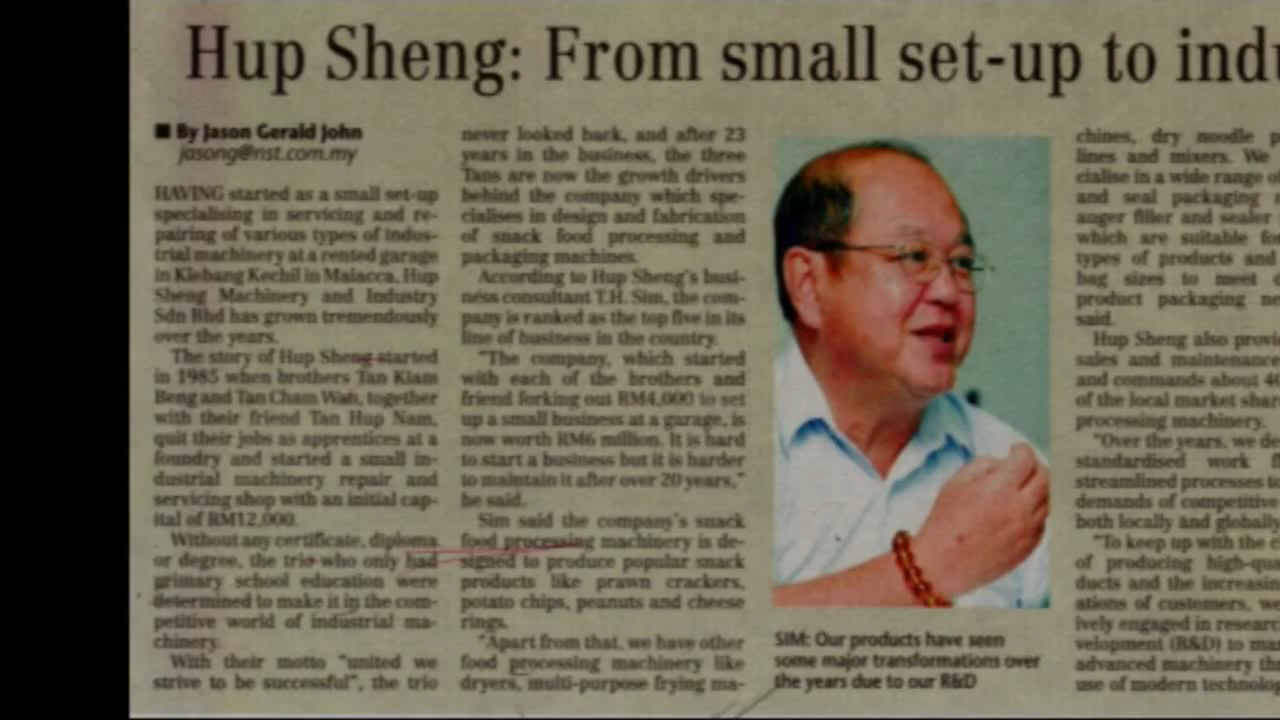 Hup Sheng: From small set-up to indu
■ By Jason Gerald John
jasong@nst.com.my
HAVING started as a small set-up
specialising in servicing and re-
pairing of various types of indus-
trial machinery at a rented garage
in Klebang Kechil in Malacca, Hup
Sheng Machinery and Industry
Sdn Bhd has grown tremendously
over the years.
The story of Hup Sheng started
in 1985 when brothers Tan Kiam
Beng and Tan Cham Wah, together
with their friend Tan Hup Nam,
quit their jobs as apprentices at a
foundry and started a small in-
dustrial machinery repair and
servicing shop with an initial cap-
ital of RM12,000.
Without any certificate, diploma
or degree, the trio who only had
primary school education were
determined to make it in the com-
petitive world of industrial ma-
chinery.
With their motto "united we
strive to be successful", the trio
never looked back, and after 23
years in the business, the three
Tans are now the growth drivers
behind the company which spe-
cialises in design and fabrication
of snack food processing and
packaging machines.
According to Hup Sheng's busi-
ness consultant T.H. Sim, the com-
pany is ranked as the top five in its
line of business in the country.
"The company, which started
with each of the brothers and
friend forking out RM4,000 to set
up a small business at a garage, is
now worth RM6 million. It is hard
to start a business but it is harder
to maintain it after over 20 years,"
he said.
Sim said the company's snack
food processing machinery is de-
signed to produce popular snack
products like prawn crackers,
potato chips, peanuts and cheese
rings.
"Apart from that, we have other
food processing machinery like
dryers, multi-purpose frying ma-
SIM: Our products have seen
some major transformations over
the years due to our R&D
chines, dry noodle p
lines and mixers. We
cialise in a wide range of
and seal packaging
auger filler and sealer
which are suitable fo
types of products and
bag sizes to meet
product packaging ne
said.
Hup Sheng also provi
sales and maintenance
and commands about 40
of the local market shar
processing machinery.
"Over the years, we de
standardised work f
streamlined processes to
demands of competitive
both locally and globally
"To keep up with the c
of producing high-qua
ducts and the increasin
ations of customers, we
ively engaged in researc
velopment (R&D) to ma
advanced machinery th
use of modern technolog